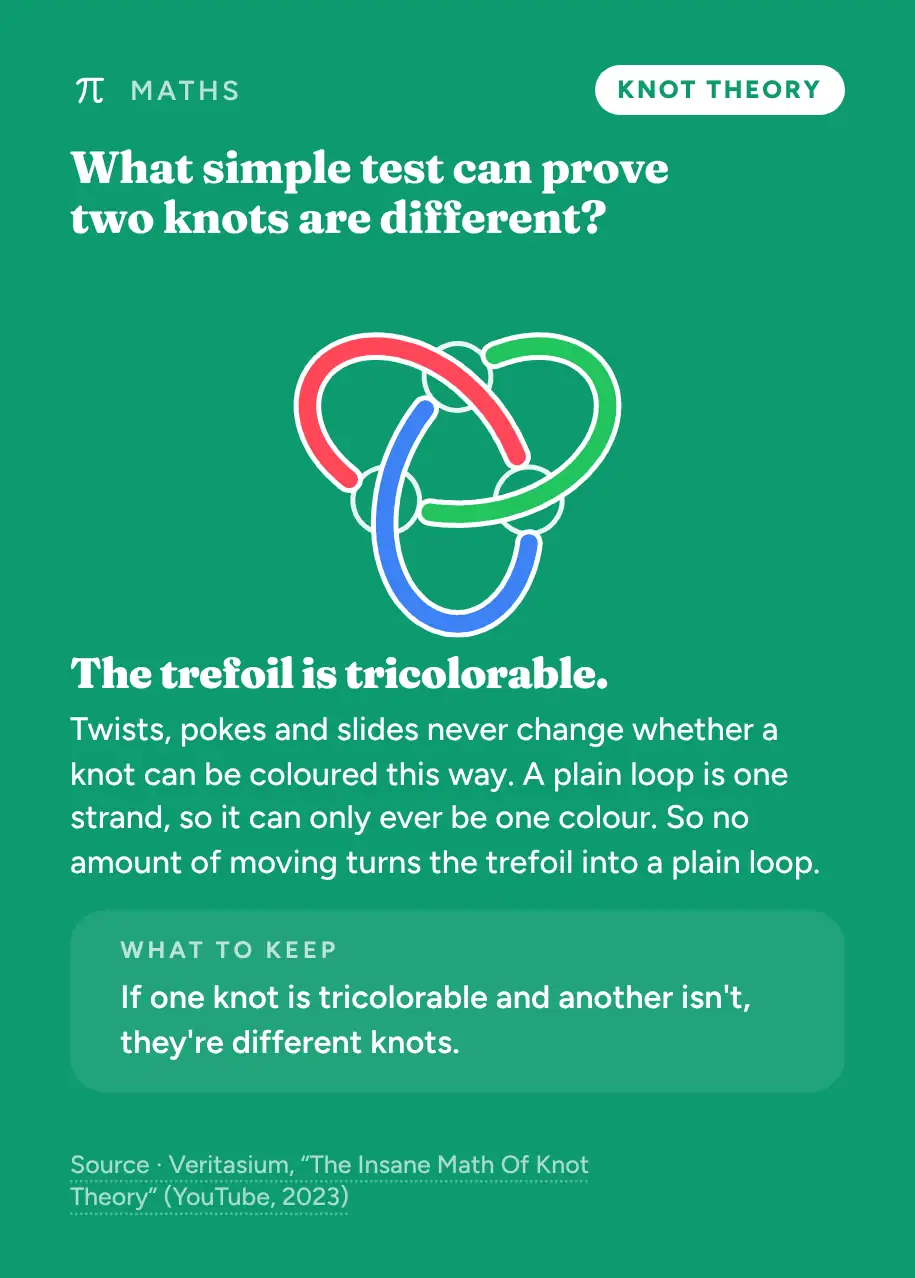 π MATHS
KNOT THEORY
What simple test can prove
two knots are different?
The trefoil is tricolorable.
Twists, pokes and slides never change whether a
knot can be coloured this way. A plain loop is one
strand, so it can only ever be one colour. So no
amount of moving turns the trefoil into a plain loop.
WHAT TO KEEP
If one knot is tricolorable and another isn't,
they're different knots.
Source · Veritasium, “The Insane Math Of Knot
Theory” (YouTube, 2023)